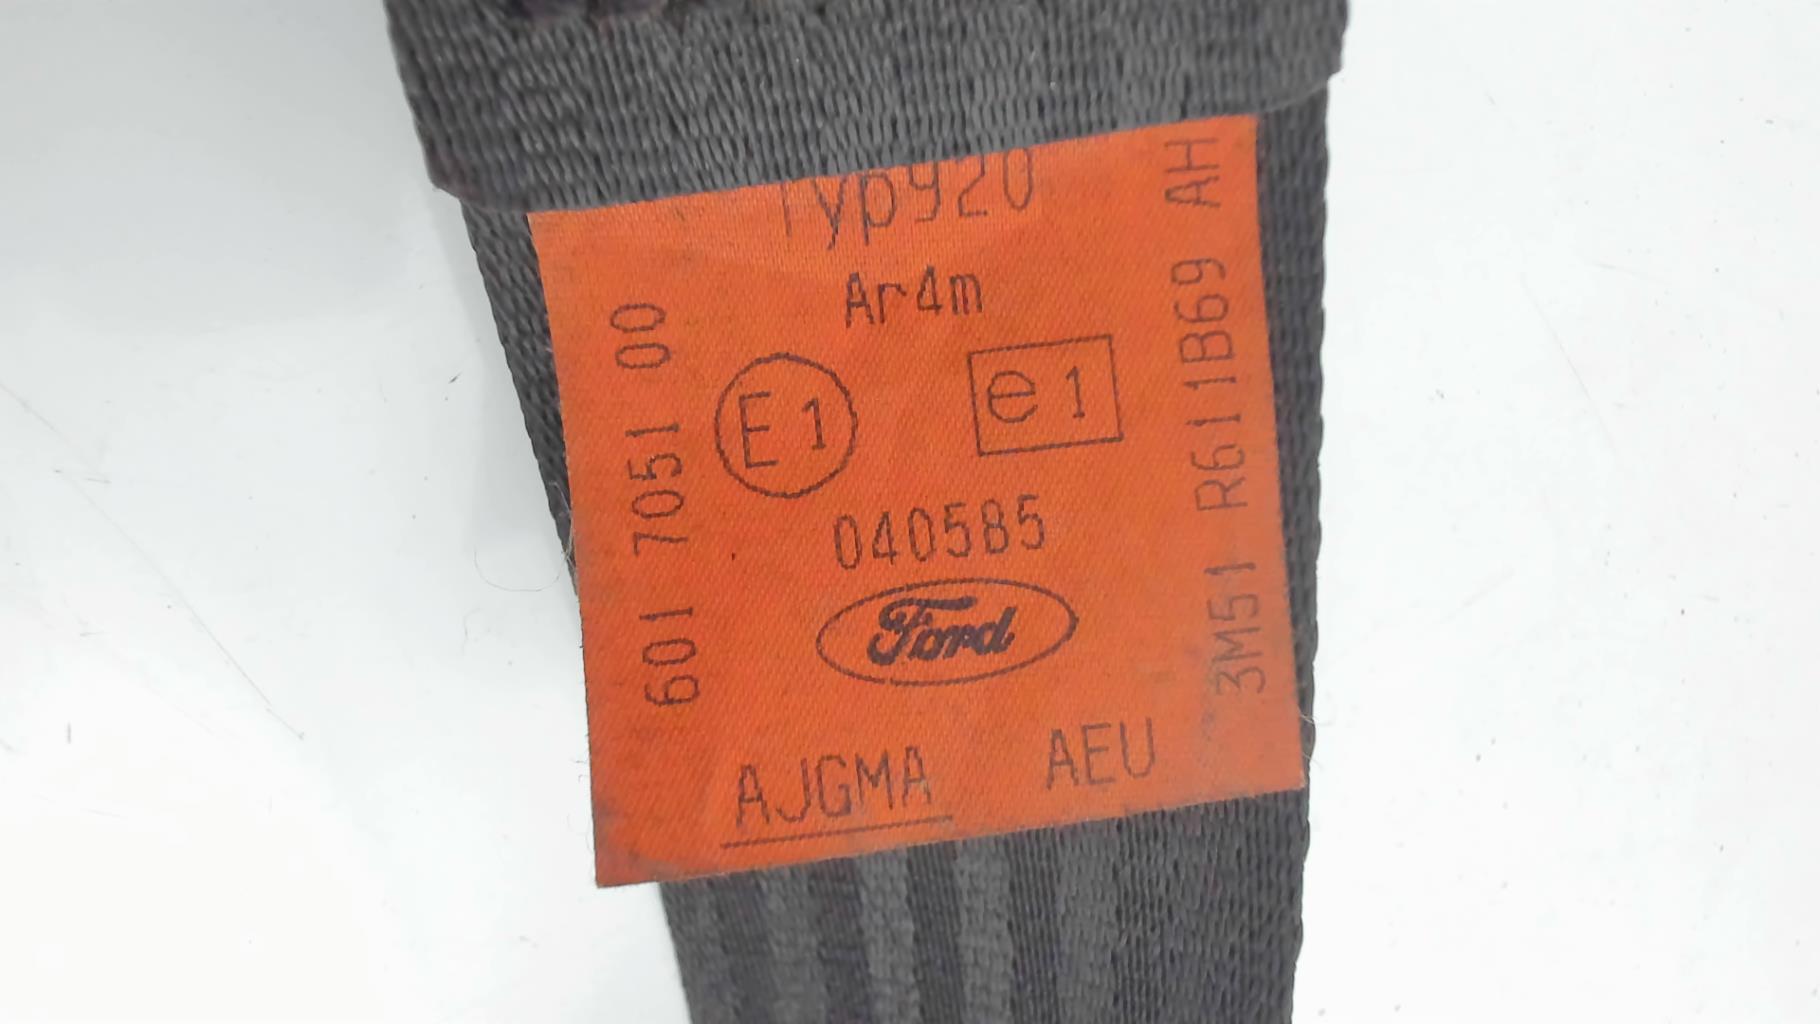 Typ920
Ar4m
E1
e1
040585
Ford
AJGMA AEU
601 7051 00
3M51 R611B69 AH